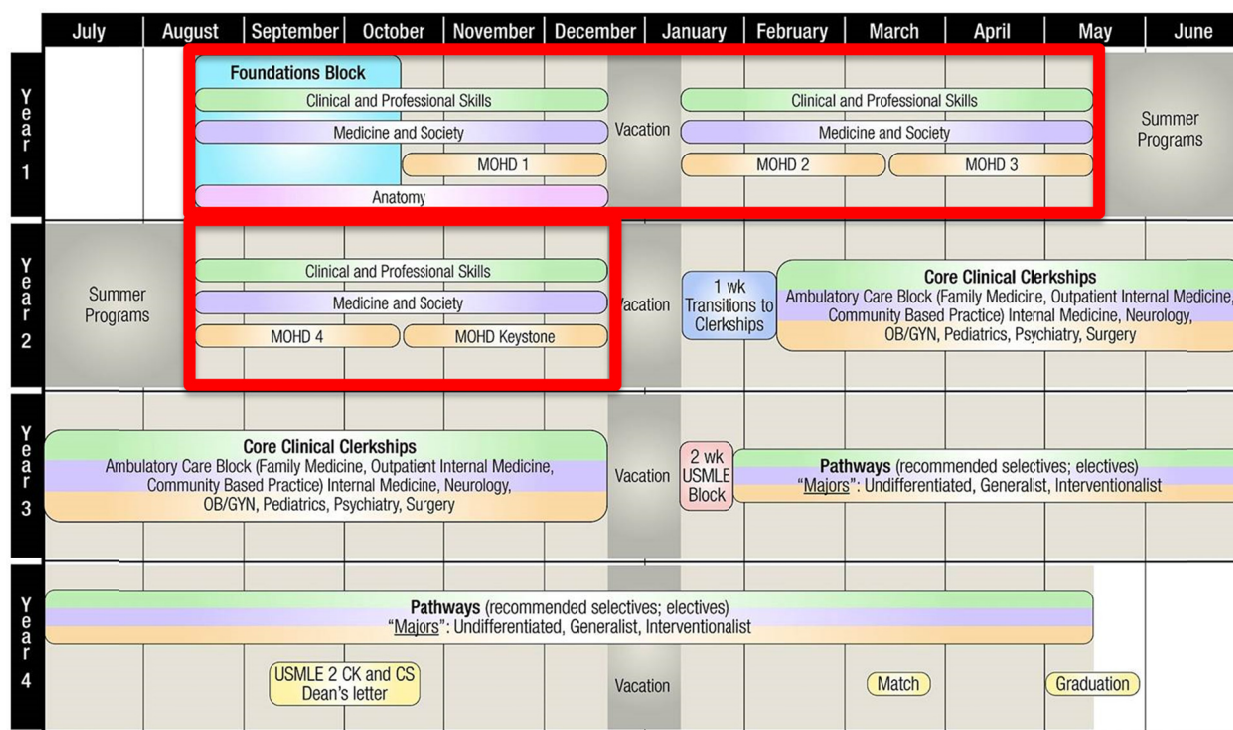 July August September October November December January February March April May June
Year 1
Foundations Block
Clinical and Professional Skills
Medicine and Society
MOHD 1
Anatomy
Vacation
Clinical and Professional Skills
Medicine and Society
MOHD 2 MOHD 3
Summer
Programs
Year 2
Summer
Programs
Clinical and Professional Skills
Medicine and Society
MOHD 4 MOHD Keystone
Vacation
1 wk
Transitions to
Clerkships
Core Clinical Clerkships
Ambulatory Care Block (Family Medicine, Outpatient Internal Medicine,
Community Based Practice) Internal Medicine, Neurology,
OB/GYN, Pediatrics, Psychiatry, Surgery
Year 3
Core Clinical Clerkships
Ambulatory Care Block (Family Medicine, Outpatient Internal Medicine,
Community Based Practice) Internal Medicine, Neurology,
OB/GYN, Pediatrics, Psychiatry, Surgery
Vacation
2 wk
USMLE
Block
Pathways (recommended selectives; electives)
“Majors”: Undifferentiated, Generalist, Interventionalist
Year 4
Pathways (recommended selectives; electives)
“Majors”: Undifferentiated, Generalist, Interventionalist
USMLE 2 CK and CS
Dean's letter
Vacation
Match
Graduation